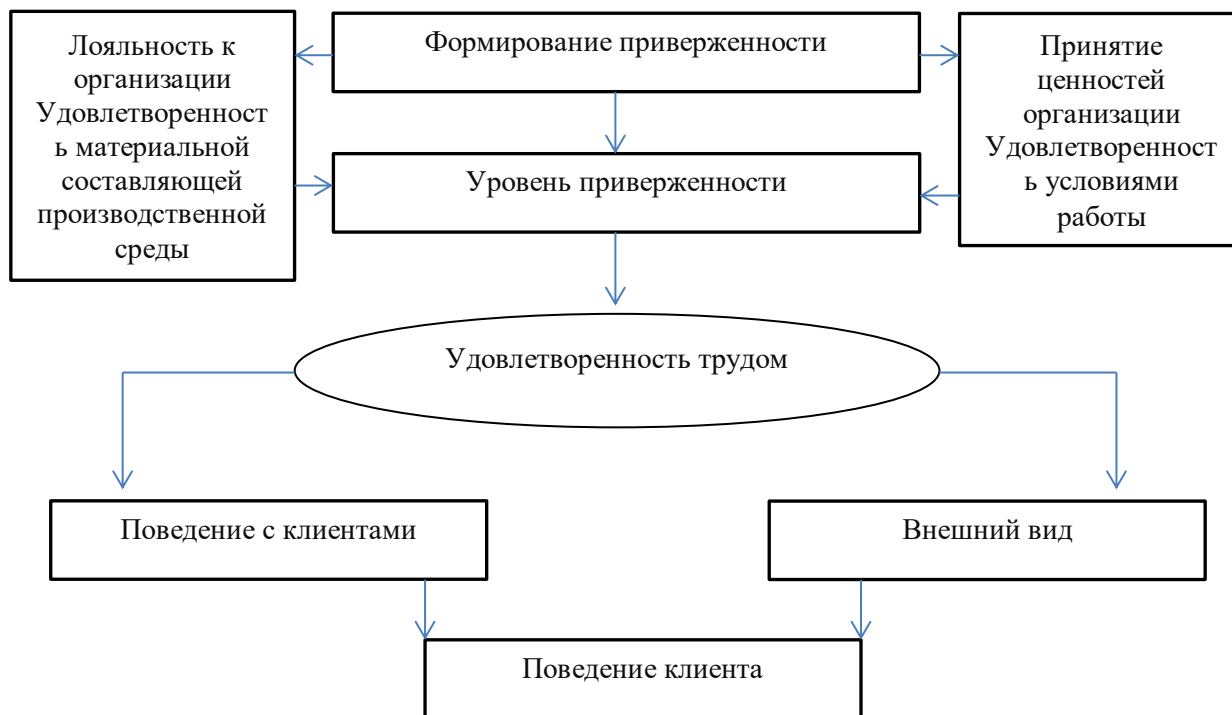 Лояльность к
организации
Удовлетворенност
ь материальной
составляющей
производственной
среды
Формирование приверженности
Принятие
ценностей
организации
Удовлетворенност
ь условиями
работы
Уровень приверженности
Удовлетворенность трудом
Поведение с клиентами
Внешний вид
Поведение клиента